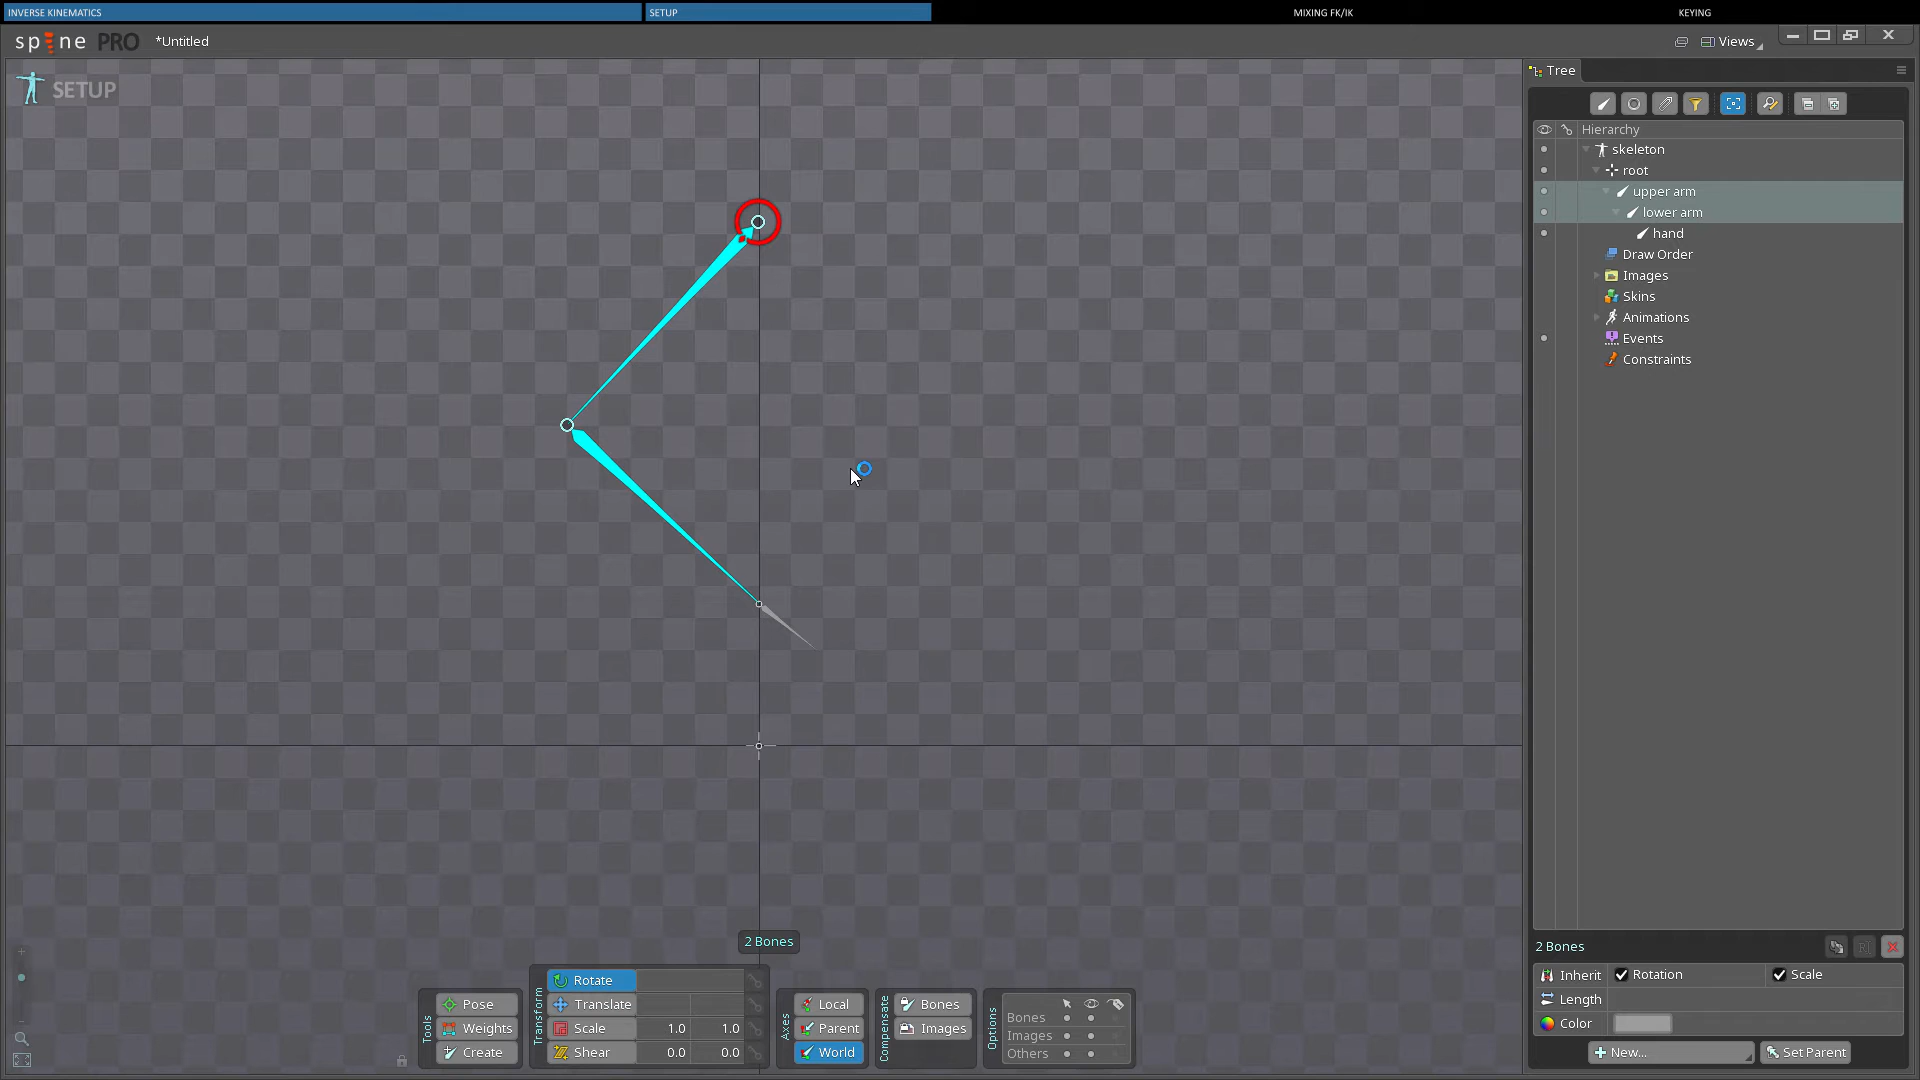 INVERSE KINEMATICS SETUP MIXING FK/IK KEYING
spine PRO *Untitled Views
SETUP
Tree
Hierarchy
skeleton
root
upper arm
lower arm
hand
Draw Order
Images
Skins
Animations
Events
Constraints
2 Bones
2 Bones
Inherit Rotation Scale
Length
Color
New... Set Parent
Tools
Pose
Weights
Create
Transform
Rotate
Translate
Scale 1.0 1.0
Shear 0.0 0.0
Axes
Local
Parent
World
Compensate
Bones
Images
Options
Bones
Images
Others